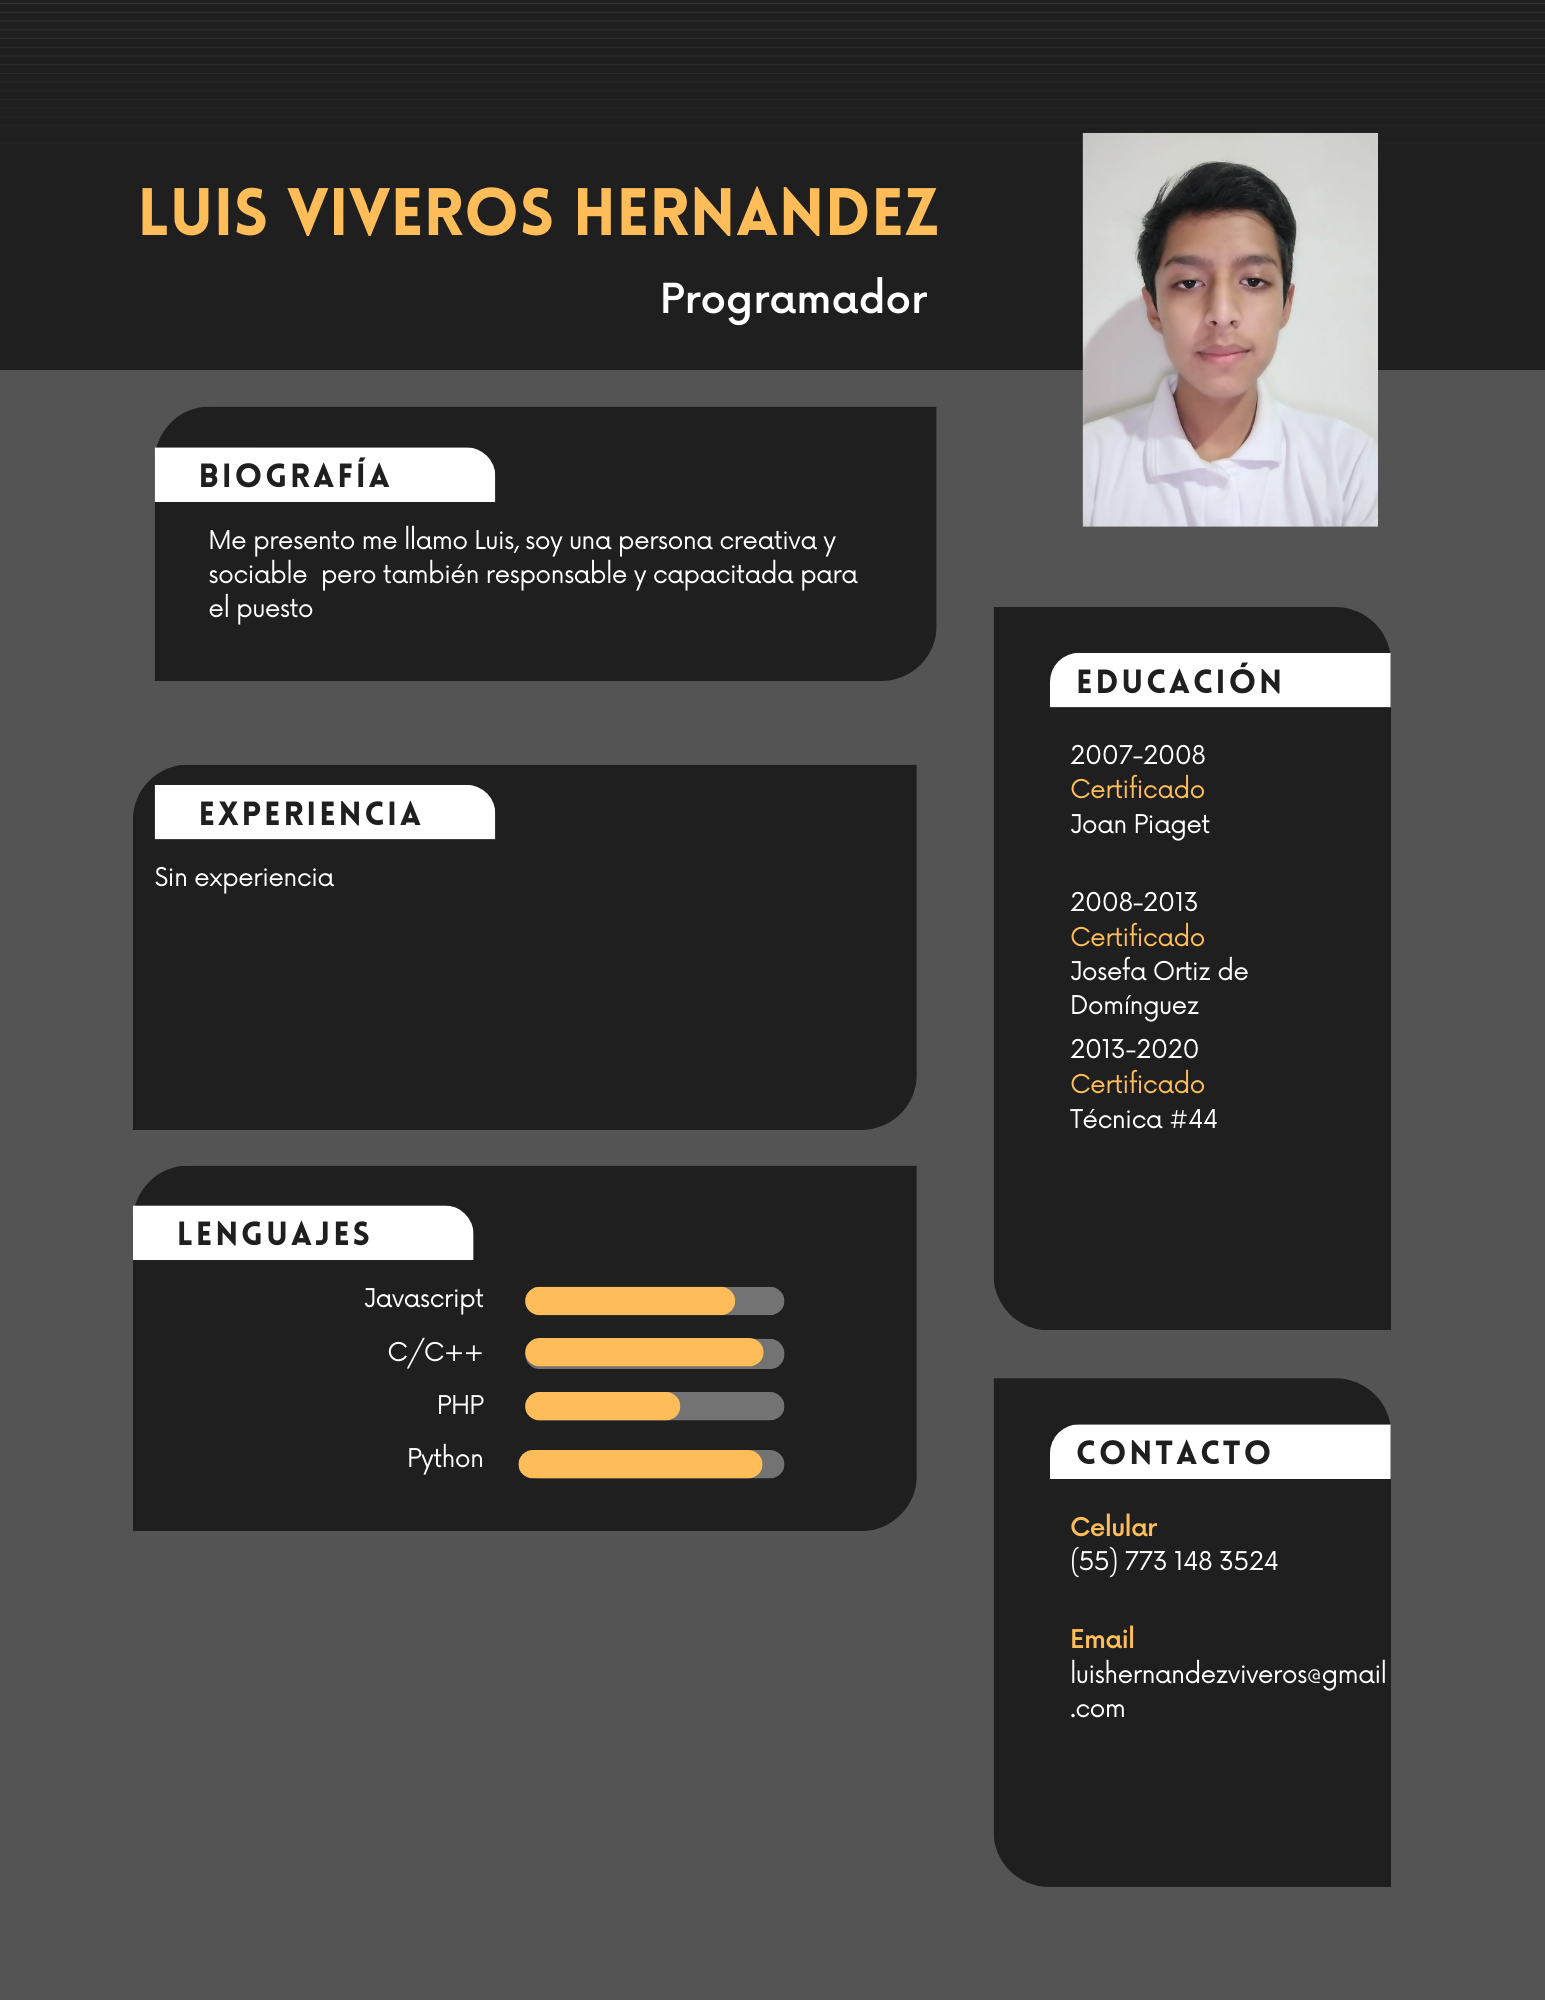 LUIS VIVEROS HERNANDEZ
Programador
BIOGRAFÍA
Me presento me llamo Luis, soy una persona creativa y
sociable  pero también responsable y capacitada para
el puesto
EXPERIENCIA
Sin experiencia
LENGUAJES
Javascript
C/C++
PHP
Python
EDUCACIÓN
2007-2008
Certificado
Joan Piaget
2008-2013
Certificado
Josefa Ortiz de
Domínguez
2013-2020
Certificado
Técnica #44
CONTACTO
Celular
(55) 773 148 3524
Email
luishernandezviveros@gmail
.com